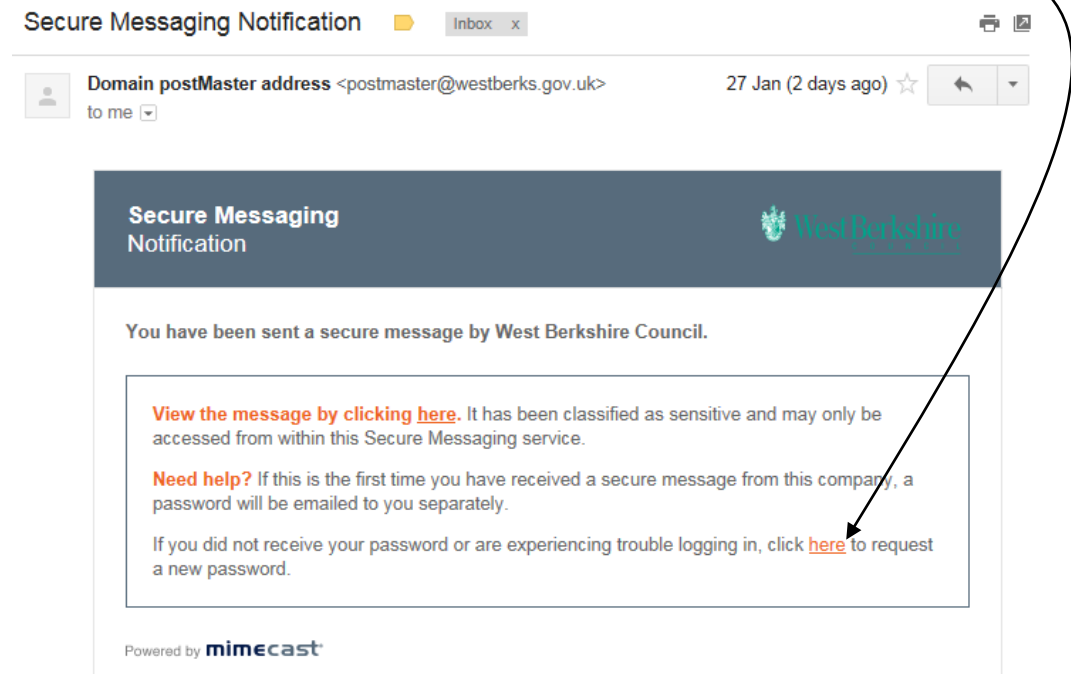 Secure Messaging Notification Inbox x
Domain postMaster address <postmaster@westberks.gov.uk> 27 Jan (2 days ago)
to me
Secure Messaging
Notification
West Berkshire
COUNCIL
You have been sent a secure message by West Berkshire Council.
View the message by clicking here. It has been classified as sensitive and may only be
accessed from within this Secure Messaging service.
Need help? If this is the first time you have received a secure message from this company, a
password will be emailed to you separately.
If you did not receive your password or are experiencing trouble logging in, click here to request
a new password.
Powered by mimecast